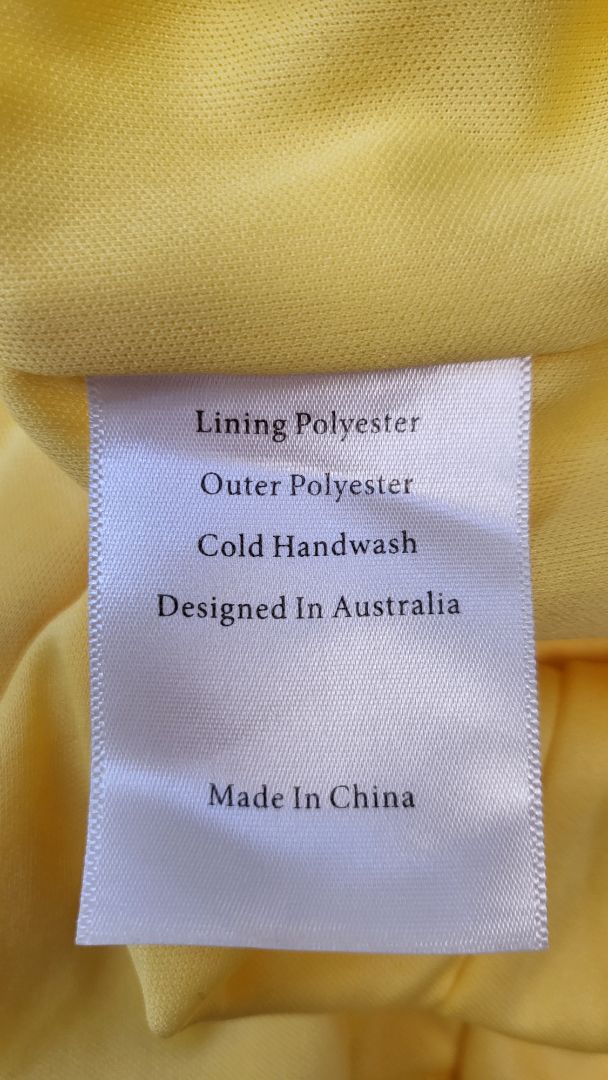 Lining Polyester
Outer Polyester
Cold Handwash
Designed In Australia
Made In China